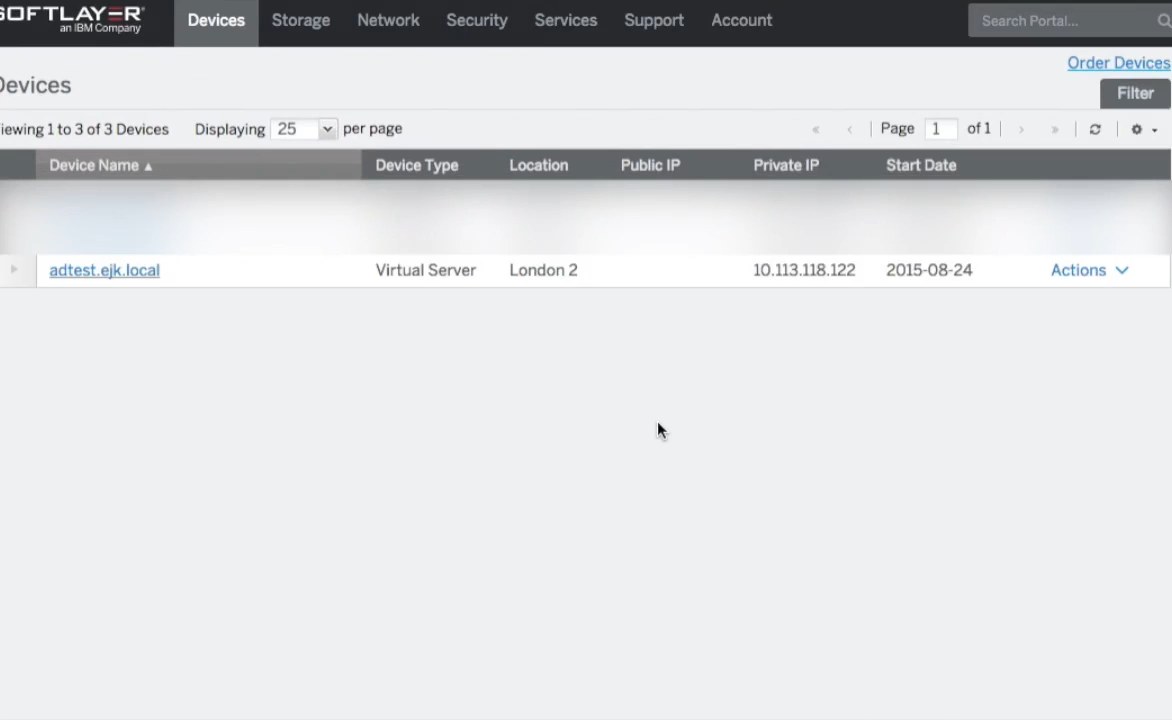 SOFTLAYER® Devices Storage Network Security Services Support Account Search Portal...
an IBM Company
Order Devices
Devices
Filter
iewing 1 to 3 of 3 Devices Displaying 25 per page « ‹ Page 1 of 1 › »
Device Name ▲ Device Type Location Public IP Private IP Start Date
adtest.ejk.local Virtual Server London 2 10.113.118.122 2015-08-24 Actions